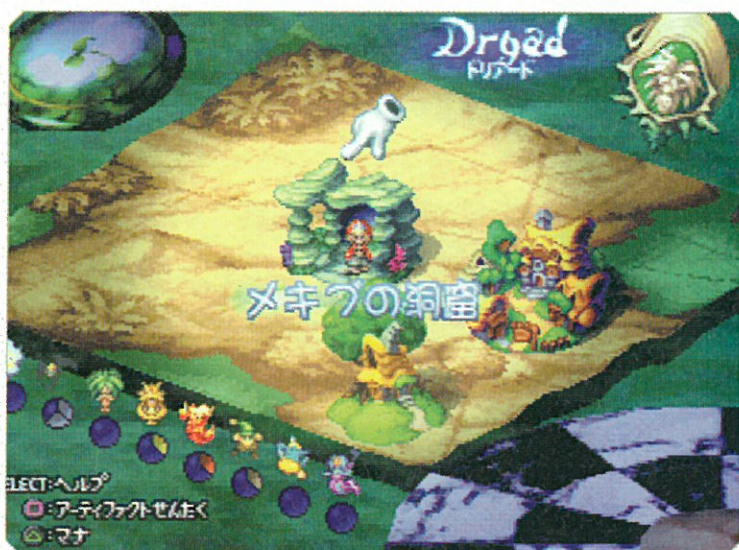 Dryad
ドリアード
メキブの洞窟
ELECT:ヘルプ
:アーティファクトせんたく
:マナ